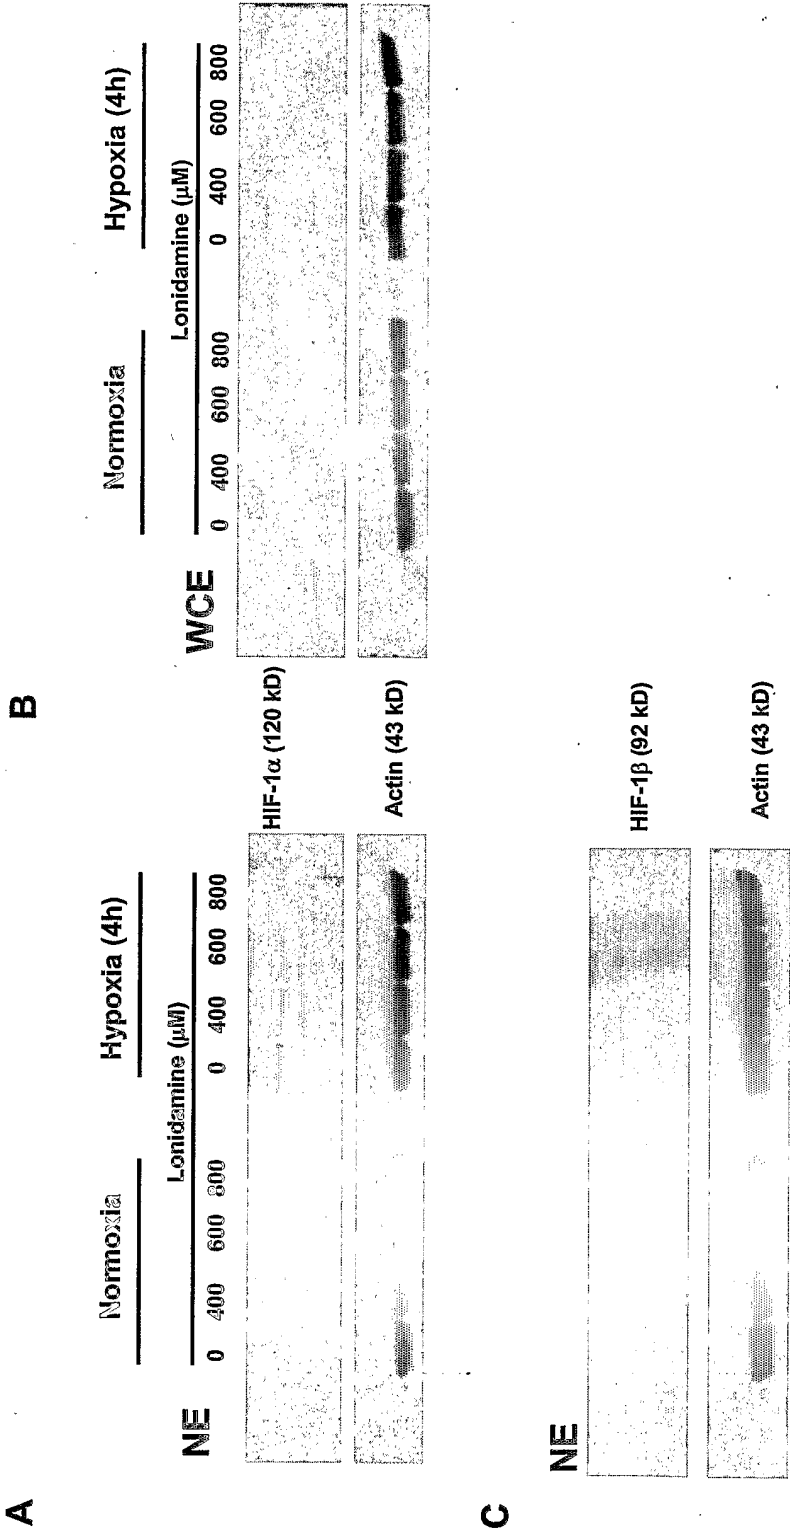 A
Normoxia
Hypoxia (4h)
Lonidamine (μM)
NE
0 400 600 800 0 400 600 800
HIF-1α (120 kD)
Actin (43 kD)
B
Normoxia
Hypoxia (4h)
Lonidamine (μM)
WCE
0 400 600 800 0 400 600 800
C
NE
HIF-1β (92 kD)
Actin (43 kD)